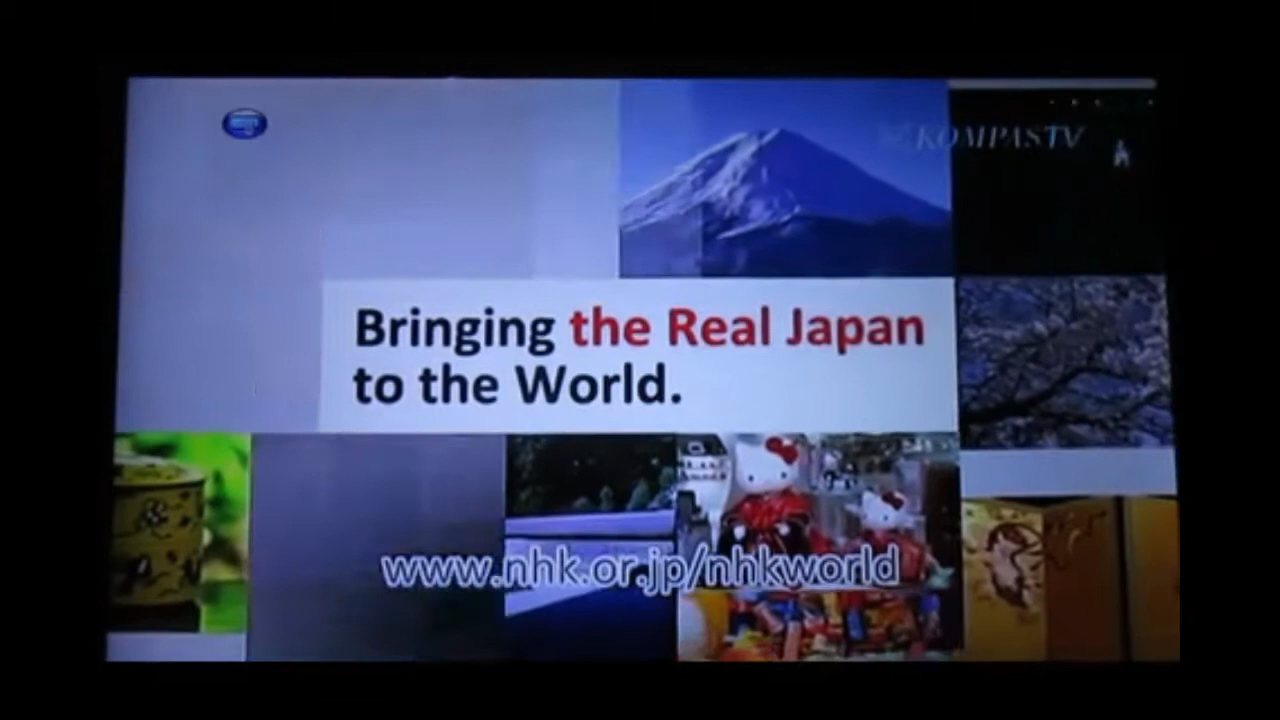 KOMPASTV
Bringing the Real Japan
to the World.
www.nhk.or.jp/nhkworld